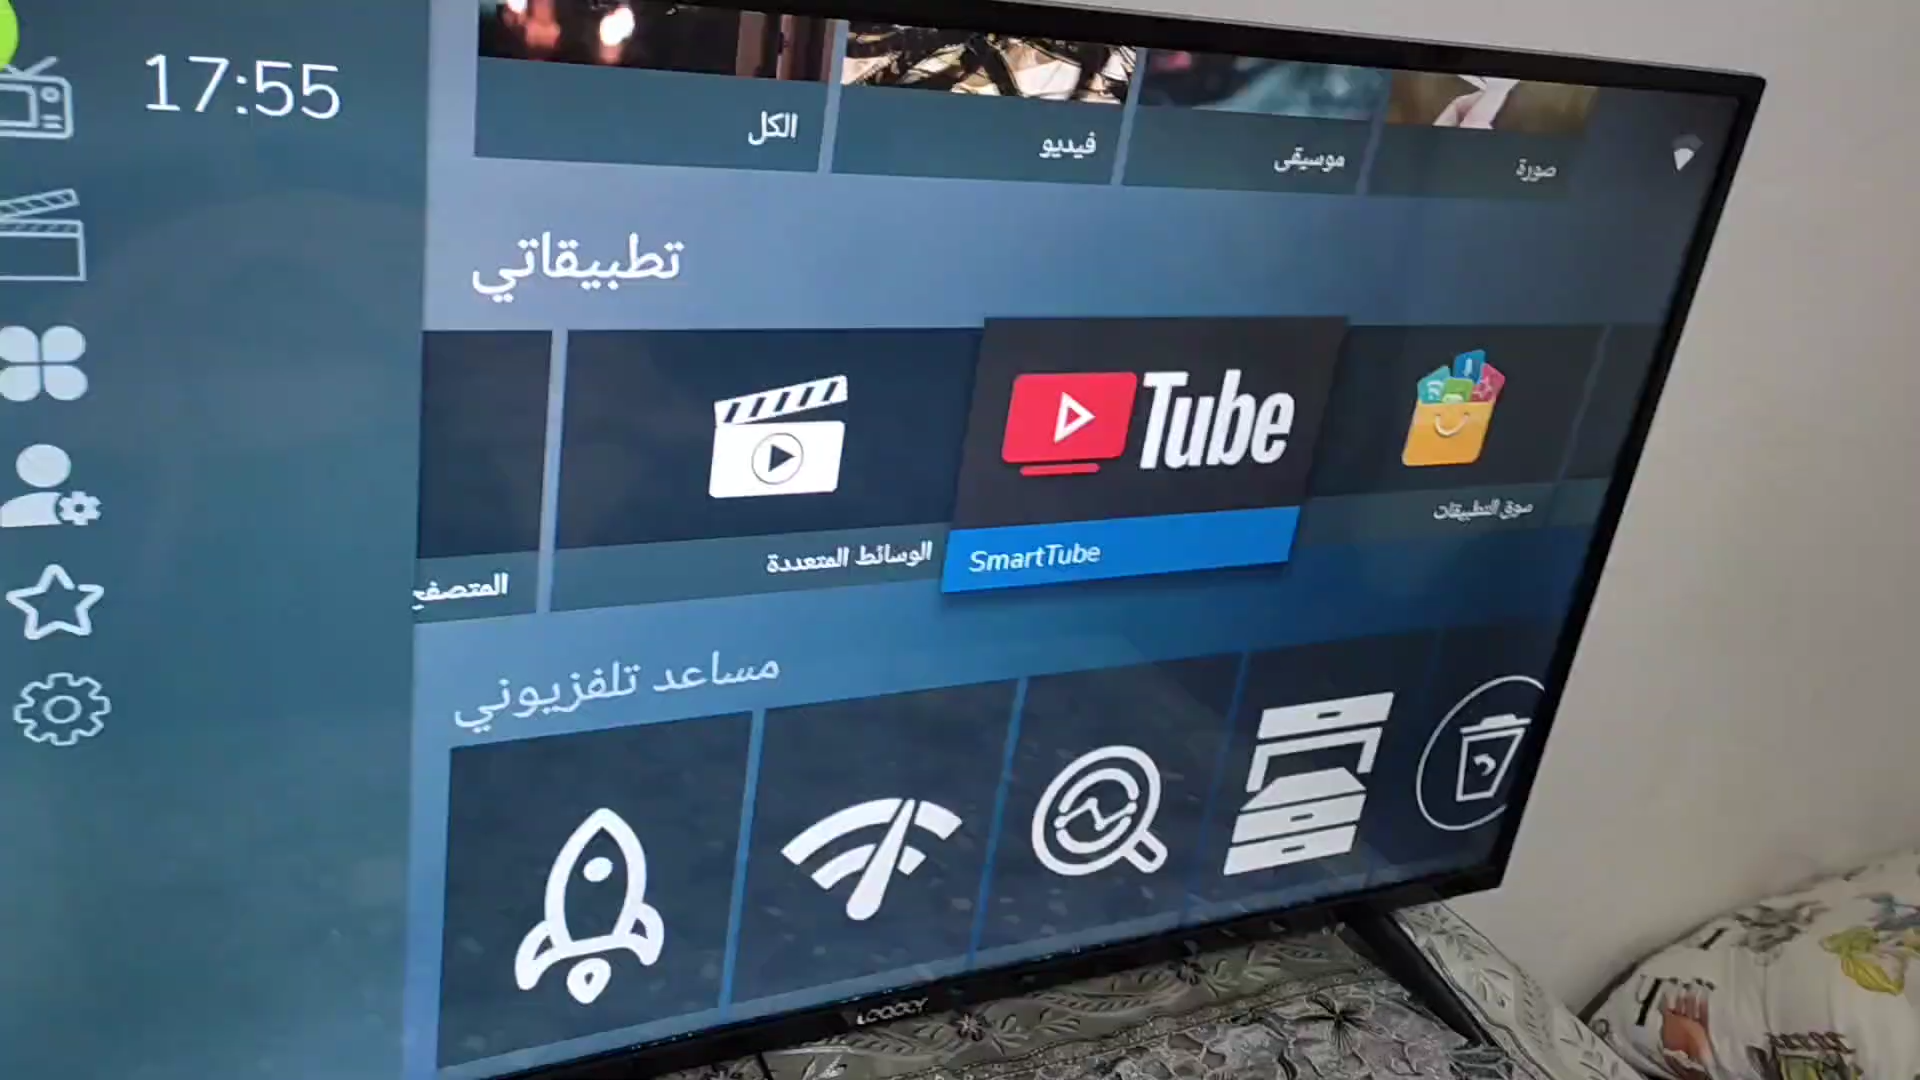 17:55
الكل
فيديو
موسيقى
صورة
تطبيقاتي
Tube
المتصفح
الوسائط المتعددة
SmartTube
سوق التطبيقات
مساعد تلفزيوني